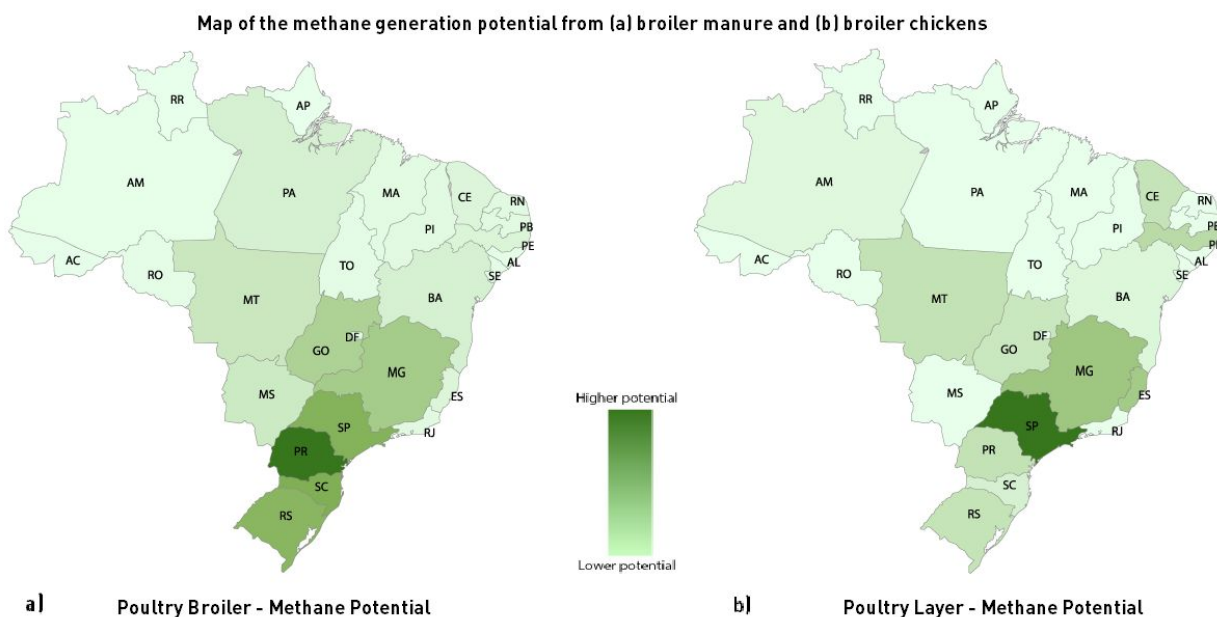 Map of the methane generation potential from (a) broiler manure and (b) broiler chickens
RR
AP
AM
PA
MA
CE
RN
PB
PE
AL
SE
PI
AC
RO
TO
BA
MT
DF
GO
MG
MS
ES
SP
RJ
PR
SC
RS
Higher potential
Lower potential
RR
AP
AM
PA
MA
CE
RN
PI
AL
SE
AC
RO
TO
BA
MT
DF
GO
MG
MS
ES
SP
RJ
PR
SC
RS
a) Poultry Broiler - Methane Potential
b) Poultry Layer - Methane Potential